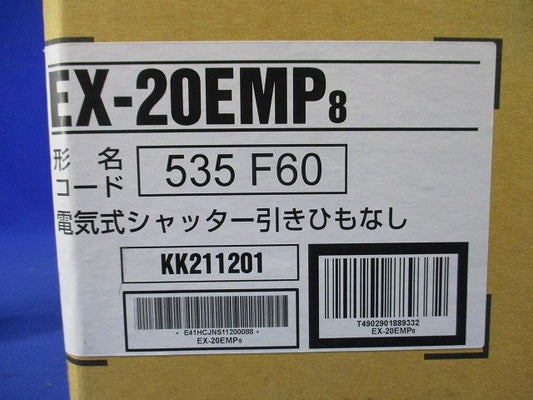 EX-20EMP8
形名
コード
535 F60
電気式シャッター引きひもなし
KK211201
• E41HCJNS11200088 •
EX-20EMP8
T4902901889332
EX-20EMP8